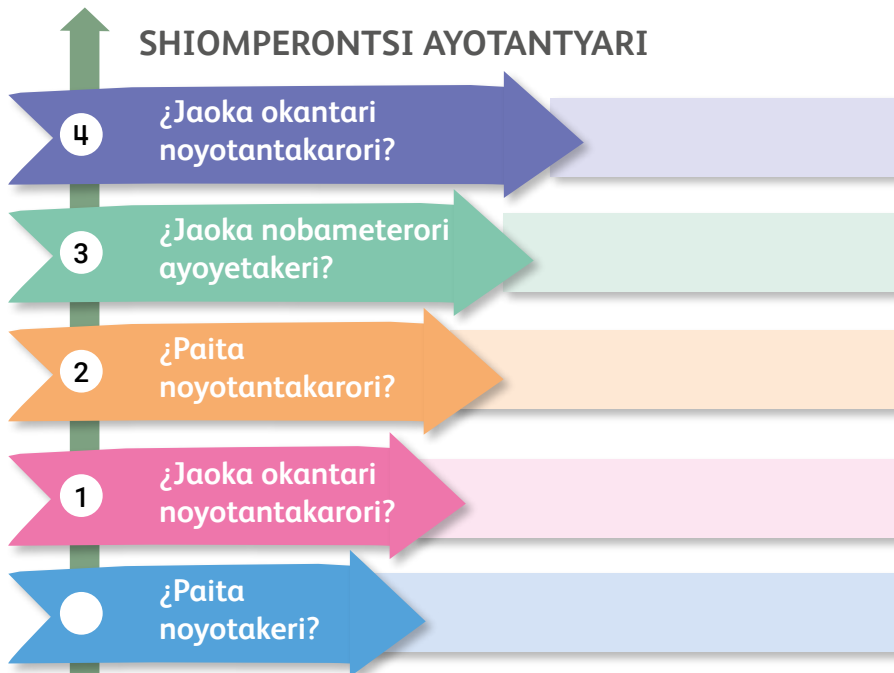 SHIOMPERONTSI AYOTANTYARI
4
¿Jaoka okantari
noyotantakarori?
3
¿Jaoka nobameterori
ayoyetakeri?
2
¿Paita
noyotantakarori?
1
¿Jaoka okantari
noyotantakarori?
¿Paita
noyotakeri?